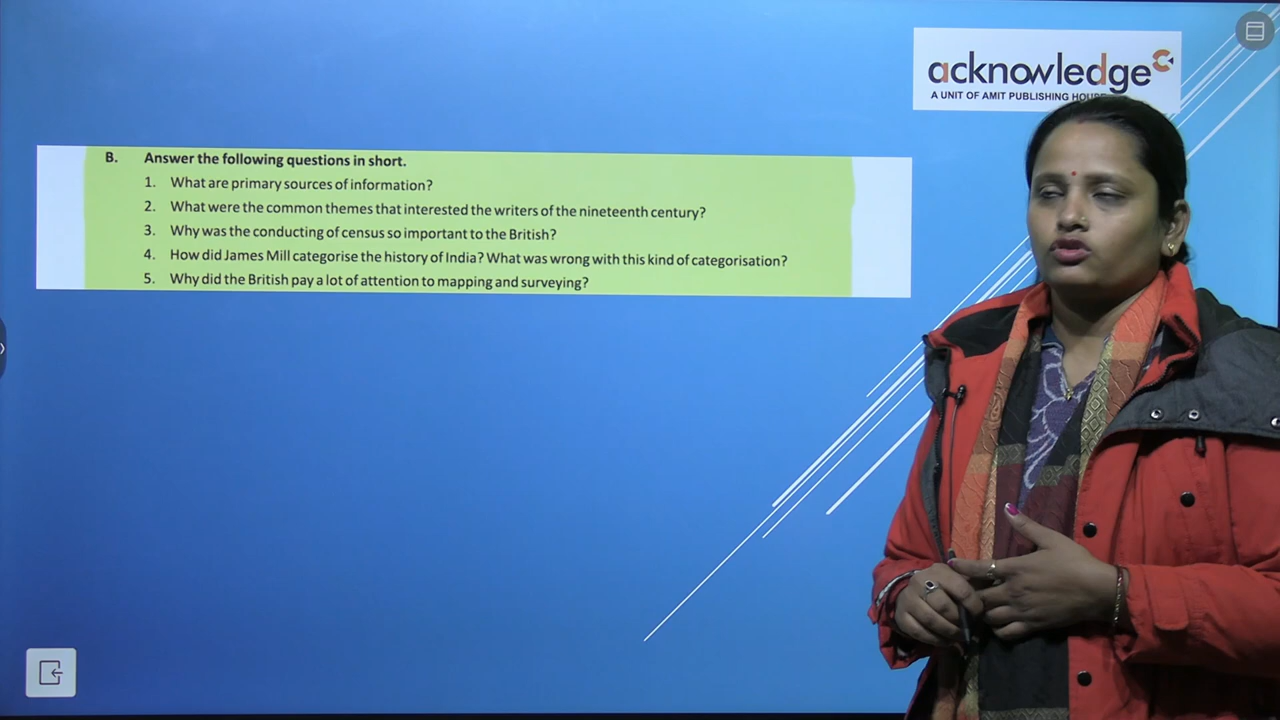 acknowledge
A UNIT OF AMIT PUBLISHING HOUSE
B. Answer the following questions in short.
1. What are primary sources of information?
2. What were the common themes that interested the writers of the nineteenth century?
3. Why was the conducting of census so important to the British?
4. How did James Mill categorise the history of India? What was wrong with this kind of categorisation?
5. Why did the British pay a lot of attention to mapping and surveying?